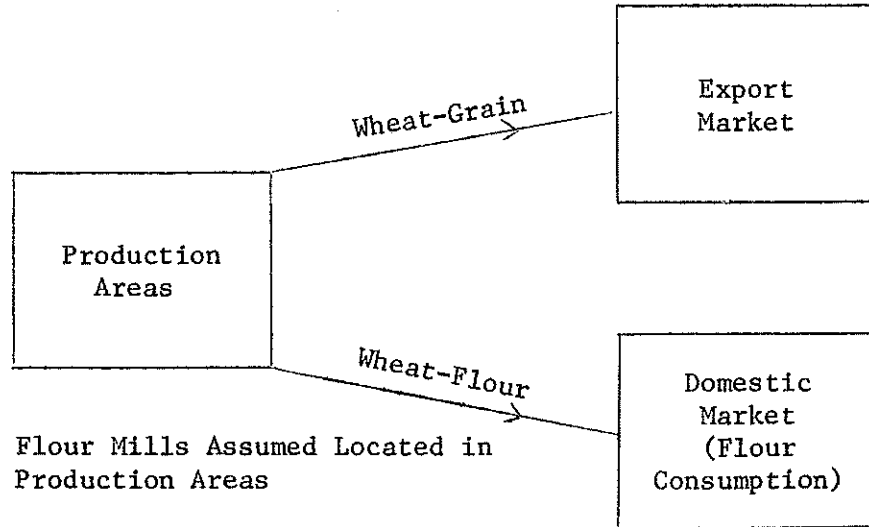 Export
Market
Wheat-Grain
Production
Areas
Wheat-Flour
Domestic
Market
(Flour
Consumption)
Flour Mills Assumed Located in
Production Areas